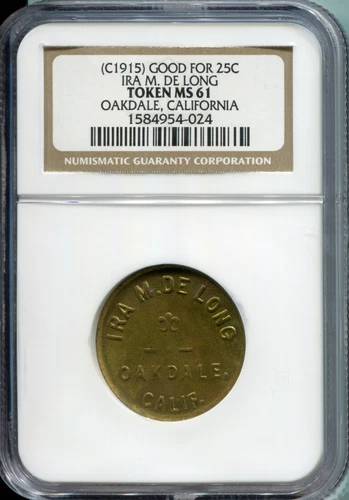 (C1915) GOOD FOR 25C
IRA M. DE LONG
TOKEN MS 61
OAKDALE, CALIFORNIA
1584954-024
NUMISMATIC GUARANTY CORPORATION
IRA M. DE LONG
OAKDALE.
CALIF.